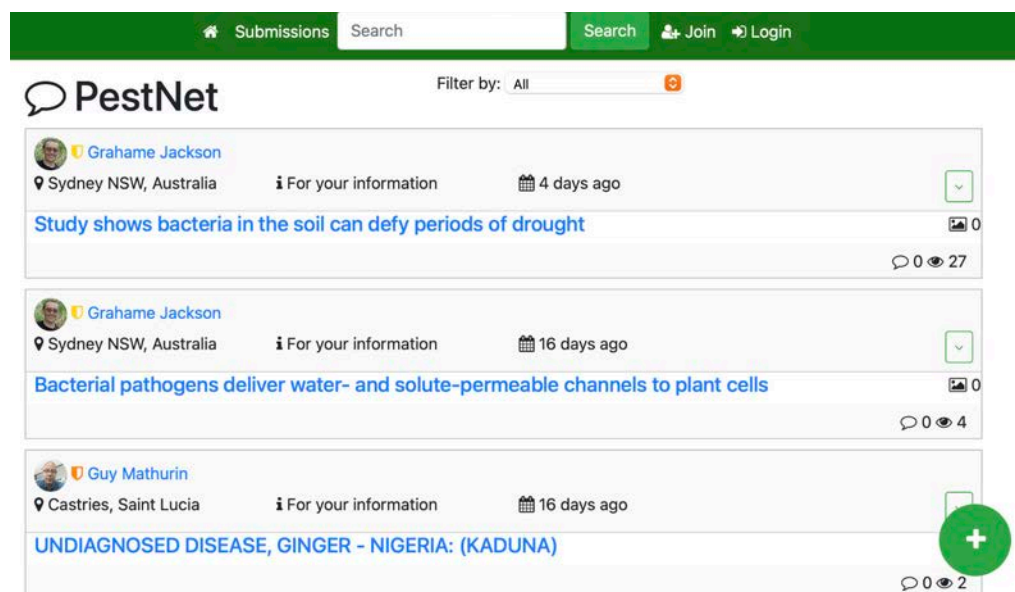 Submissions Search Search Join Login
PestNet Filter by: All
Grahame Jackson
Sydney NSW, Australia For your information 4 days ago
Study shows bacteria in the soil can defy periods of drought 0
0 27
Grahame Jackson
Sydney NSW, Australia For your information 16 days ago
Bacterial pathogens deliver water- and solute-permeable channels to plant cells 0
0 4
Guy Mathurin
Castries, Saint Lucia For your information 16 days ago
UNDIAGNOSED DISEASE, GINGER - NIGERIA: (KADUNA)
0 2